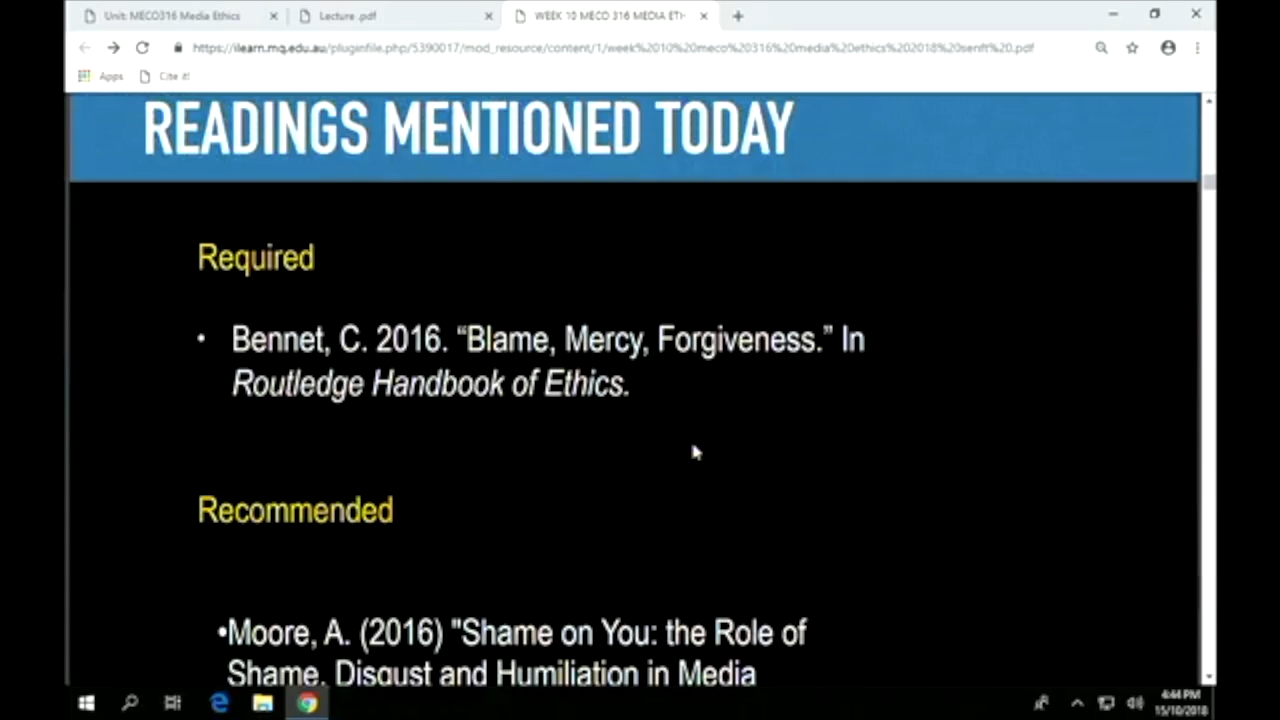 Unit: MECO316 Media Ethics
Lecture .pdf
WEEK 10 MECO 316 MEDIA ETH
https://ilearn.mq.edu.au/pluginfile.php/5390017/mod_resource/content/1/week%2010%20meco%20316%20media%20ethics%202018%20senft%20.pdf
Apps
Cite it!
READINGS MENTIONED TODAY
Required
• Bennet, C. 2016. “Blame, Mercy, Forgiveness.” In
Routledge Handbook of Ethics.
Recommended
•Moore, A. (2016) "Shame on You: the Role of
Shame, Disgust and Humiliation in Media
4:44 PM
15/10/2018